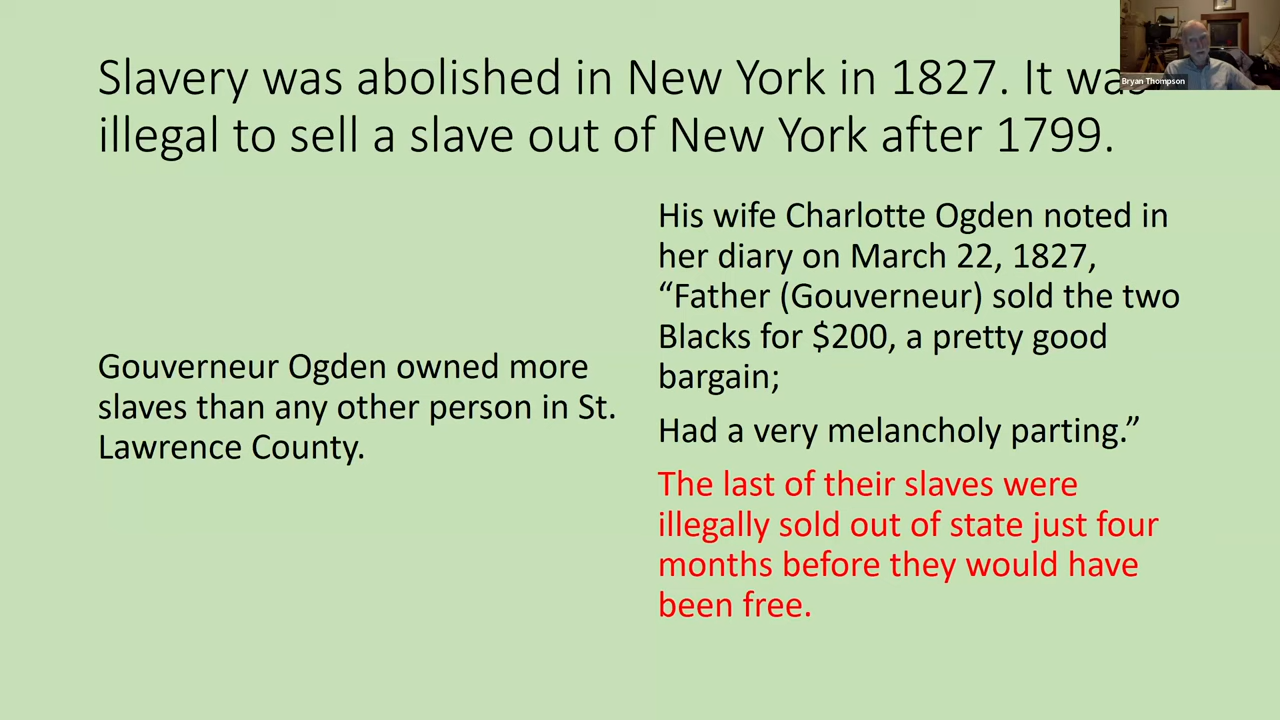 Slavery was abolished in New York in 1827. It was
illegal to sell a slave out of New York after 1799.
Bryan Thompson
Gouverneur Ogden owned more
slaves than any other person in St.
Lawrence County.
His wife Charlotte Ogden noted in
her diary on March 22, 1827,
“Father (Gouverneur) sold the two
Blacks for $200, a pretty good
bargain;
Had a very melancholy parting.”
The last of their slaves were
illegally sold out of state just four
months before they would have
been free.